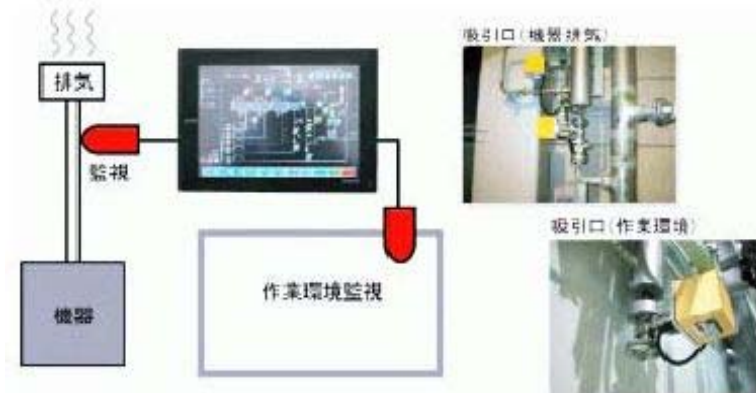 排気
監視
機器
作業環境監視
吸引口(機器排気)
吸引口(作業環境)